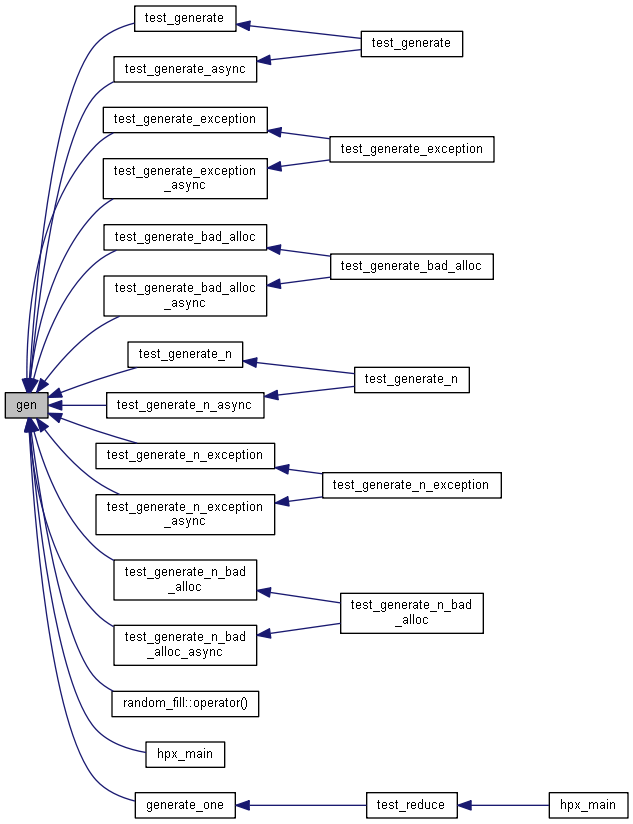 test_generate
test_generate
test_generate_async
test_generate_exception
test_generate_exception
test_generate_exception
_async
test_generate_bad_alloc
test_generate_bad_alloc
test_generate_bad_alloc
_async
test_generate_n
test_generate_n
gen
test_generate_n_async
test_generate_n_exception
test_generate_n_exception
test_generate_n_exception
_async
test_generate_n_bad
_alloc
test_generate_n_bad
_alloc
test_generate_n_bad
_alloc_async
random_fill::operator()
hpx_main
generate_one
test_reduce
hpx_main